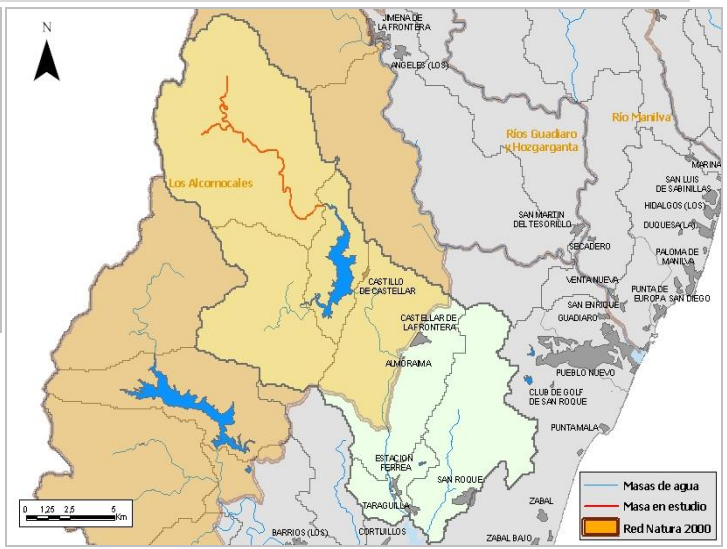 N
JIMENA DE
LA FRONTERA
ANGELES (LOS)
Ríos Guadiaro
y Hozgarganta
Río Manilva
Los Alcornocales
MARINA
SAN LUIS
DE SABINILLAS
HIDALGOS (LOS)
DUQUESA(LA)
SAN MARTIN
DEL TESORILLO
SECADERO
PALOMA DE
MANILVA
VENTA NUEVA
PUNTA DE
EUROPA
SAN DIEGO
SAN ENRIQUE
GUADIARO
CASTILLO
DE CASTELLAR
CASTELLAR DE
LA FRONTERA
ALMORAIMA
PUEBLO NUEVO
CLUB DE GOLF
DE SAN ROQUE
PUNTAMALA
ESTACION
FERREA
SAN ROQUE
TARAGUILLA
ZABAL
BARRIOS (LOS)
CORTIJILLOS
ZABAL BAJO
0 1,25 2,5 5
Km
Masas de agua
Masa en estudio
Red Natura 2000